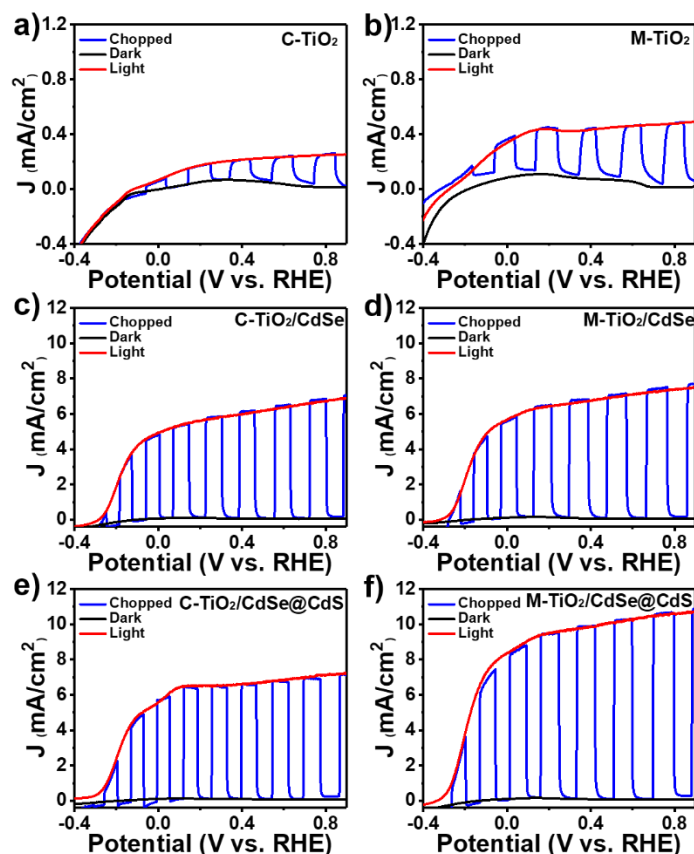 a)
C-TiO₂
Chopped
Dark
Light
1.2
0.8
0.4
0.0
-0.4
J (mA/cm²)
-0.4 0.0 0.4 0.8
Potential (V vs. RHE)
b)
M-TiO₂
Chopped
Dark
Light
1.2
0.8
0.4
0.0
-0.4
J (mA/cm²)
-0.4 0.0 0.4 0.8
Potential (V vs. RHE)
c)
C-TiO₂/CdSe
Chopped
Dark
Light
12
10
8
6
4
2
0
J (mA/cm²)
-0.4 0.0 0.4 0.8
Potential (V vs. RHE)
d)
M-TiO₂/CdSe
Chopped
Dark
Light
12
10
8
6
4
2
0
J (mA/cm²)
-0.4 0.0 0.4 0.8
Potential (V vs. RHE)
e)
C-TiO₂/CdSe@CdS
Chopped
Dark
Light
12
10
8
6
4
2
0
J (mA/cm²)
-0.4 0.0 0.4 0.8
Potential (V vs. RHE)
f)
M-TiO₂/CdSe@CdS
Chopped
Dark
Light
12
10
8
6
4
2
0
J (mA/cm²)
-0.4 0.0 0.4 0.8
Potential (V vs. RHE)